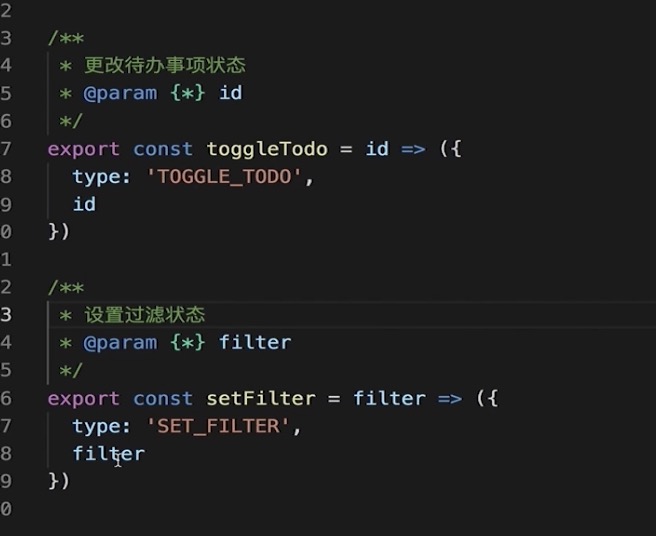 2
3 /**
4 * 更改待办事项状态
5 * @param {*} id
6 */
7 export const toggleTodo = id => ({
8 type: 'TOGGLE_TODO',
9 id
0 })
1
2 /**
3 * 设置过滤状态
4 * @param {*} filter
5 */
6 export const setFilter = filter => ({
7 type: 'SET_FILTER',
8 filter
9 })
0